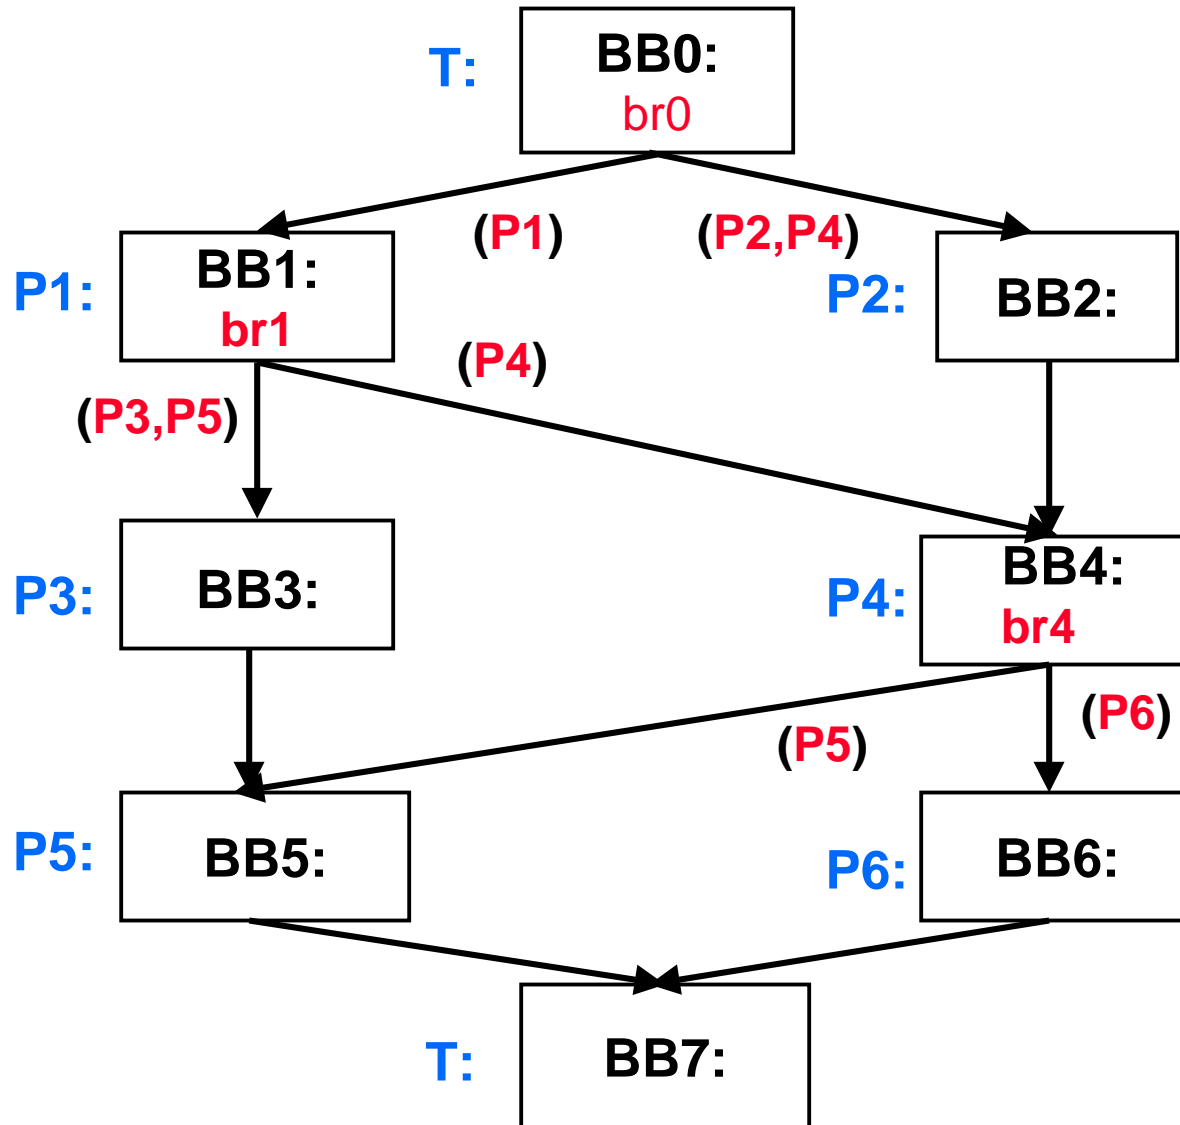 T:
BB0:
br0
(P1)
(P2,P4)
P1:
BB1:
br1
P2:
BB2:
(P4)
(P3,P5)
P3:
BB3:
P4:
BB4:
br4
(P5)
(P6)
P5:
BB5:
P6:
BB6:
T:
BB7: